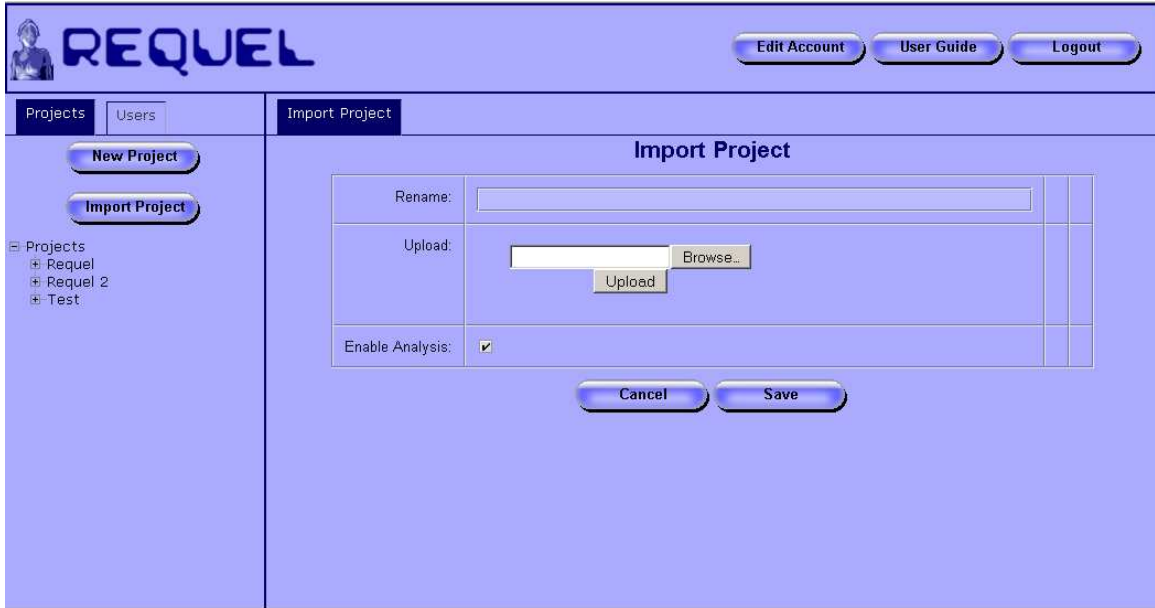 REQUEL
Edit Account User Guide Logout
Projects Users
New Project
Import Project
Projects
Requel
Requel 2
Test
Import Project
Import Project
Rename:
Upload:
Browse...
Upload
Enable Analysis:
Cancel Save